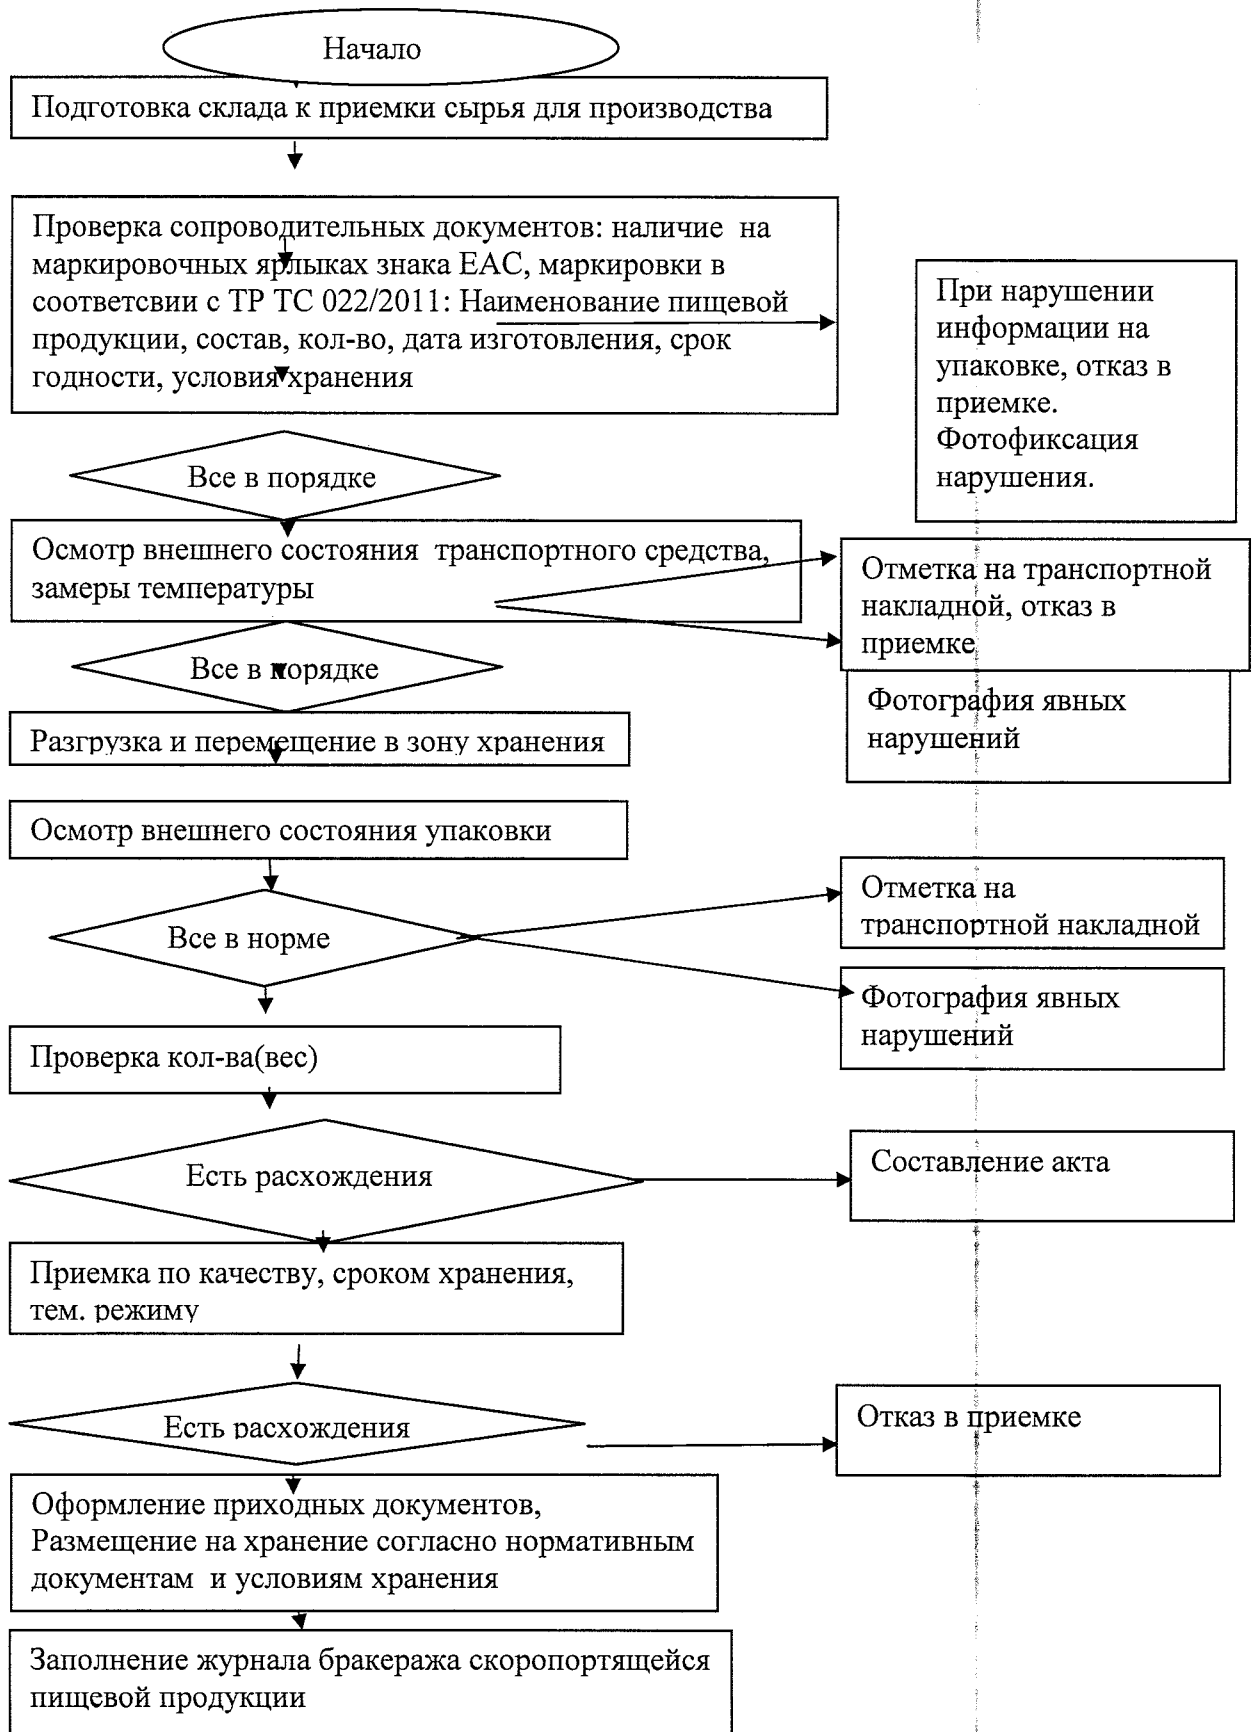 Начало
Подготовка склада к приемки сырья для производства
Проверка сопроводительных документов: наличие на
маркировочных ярлыках знака ЕАС, маркировки в
соответсвии с ТР ТС 022/2011: Наименование пищевой
продукции, состав, кол-во, дата изготовления, срок
годности, условия хранения
При нарушении
информации на
упаковке, отказ в
приемке.
Фотофиксация
нарушения.
Все в порядке
Осмотр внешнего состояния транспортного средства,
замеры температуры
Отметка на транспортной
накладной, отказ в
приемке
Все в порядке
Фотография явных
нарушений
Разгрузка и перемещение в зону хранения
Осмотр внешнего состояния упаковки
Отметка на
транспортной накладной
Все в норме
Фотография явных
нарушений
Проверка кол-ва(вес)
Есть расхождения
Составление акта
Приемка по качеству, сроком хранения,
тем. режиму
Есть расхождения
Отказ в приемке
Оформление приходных документов,
Размещение на хранение согласно нормативным
документам и условиям хранения
Заполнение журнала бракеража скоропортящейся
пищевой продукции